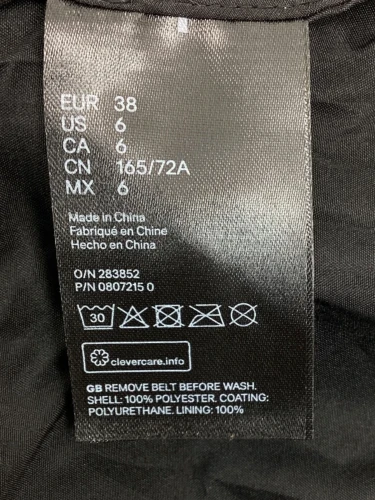 EUR 38
US 6
CA 6
CN 165/72A
MX 6
Made in China
Fabriqué en Chine
Hecho en China
O/N 283852
P/N 0807215 0
30
clevercare.info
GB REMOVE BELT BEFORE WASH.
SHELL: 100% POLYESTER. COATING:
POLYURETHANE. LINING: 100%